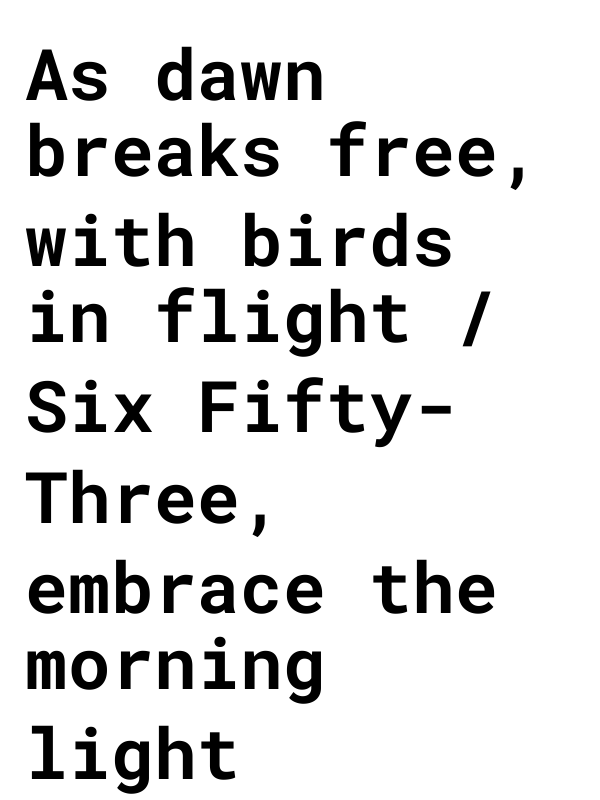 As dawn
breaks free,
with birds
in flight /
Six Fifty-
Three,
embrace the
morning
light